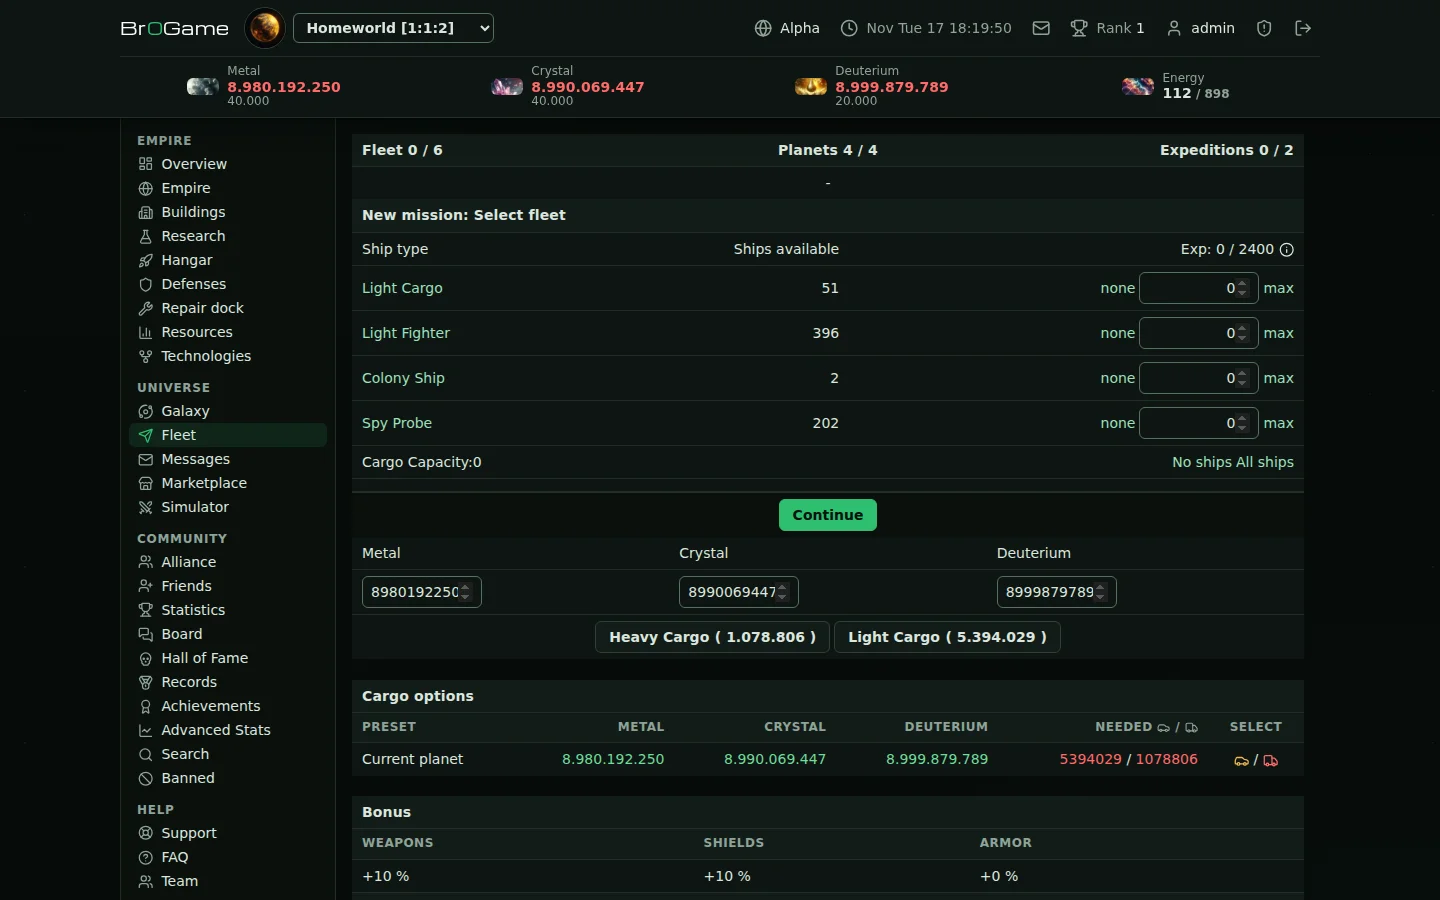 BrOGame
Homeworld [1:1:2]
Alpha
Nov Tue 17 18:19:50
Rank 1
admin
Metal
8.980.192.250
40.000
Crystal
8.990.069.447
40.000
Deuterium
8.999.879.789
20.000
Energy
112 / 898
EMPIRE
Overview
Empire
Buildings
Research
Hangar
Defenses
Repair dock
Resources
Technologies
UNIVERSE
Galaxy
Fleet
Messages
Marketplace
Simulator
COMMUNITY
Alliance
Friends
Statistics
Board
Hall of Fame
Records
Achievements
Advanced Stats
Search
Banned
HELP
Support
FAQ
Team
Fleet 0 / 6 Planets 4 / 4 Expeditions 0 / 2
-
New mission: Select fleet
Ship type Ships available Exp: 0 / 2400
Light Cargo 51 none 0 max
Light Fighter 396 none 0 max
Colony Ship 2 none 0 max
Spy Probe 202 none 0 max
Cargo Capacity:0 No ships All ships
Continue
Metal Crystal Deuterium
8980192250 8990069447 8999879789
Heavy Cargo ( 1.078.806 ) Light Cargo ( 5.394.029 )
Cargo options
PRESET METAL CRYSTAL DEUTERIUM NEEDED / SELECT
Current planet 8.980.192.250 8.990.069.447 8.999.879.789 5394029 / 1078806 /
Bonus
WEAPONS SHIELDS ARMOR
+10 % +10 % +0 %